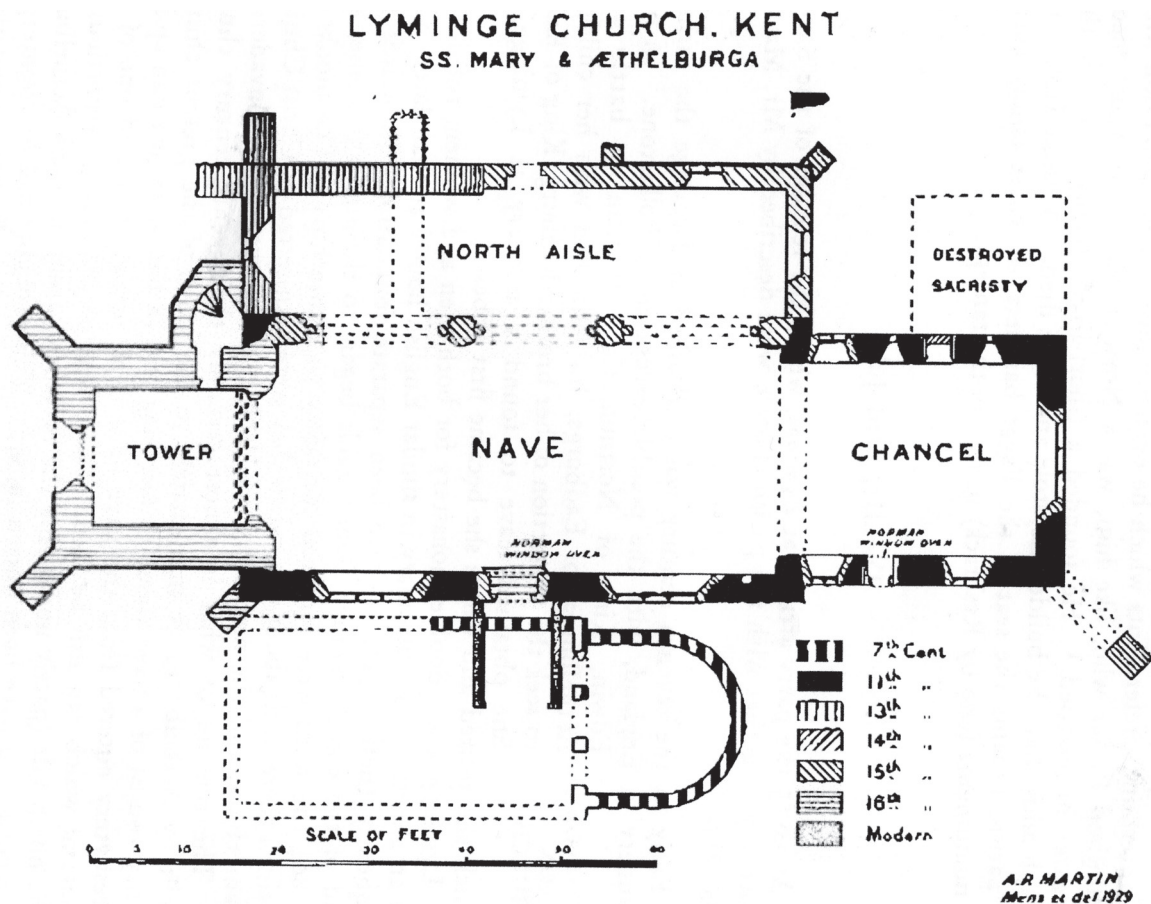 LYMINGE CHURCH, KENT
SS. MARY & ÆTHELBURGA
NORTH AISLE
DESTROYED
SACRISTY
TOWER
NAVE
CHANCEL
NORMAN
WINDOW OVER
NORMAN
WINDOW OVER
7th Cent
11th "
13th "
14th "
15th "
16th "
Modern
SCALE OF FEET
0 5 10 20 40 50 60
A.R. MARTIN
Mens et del 1929